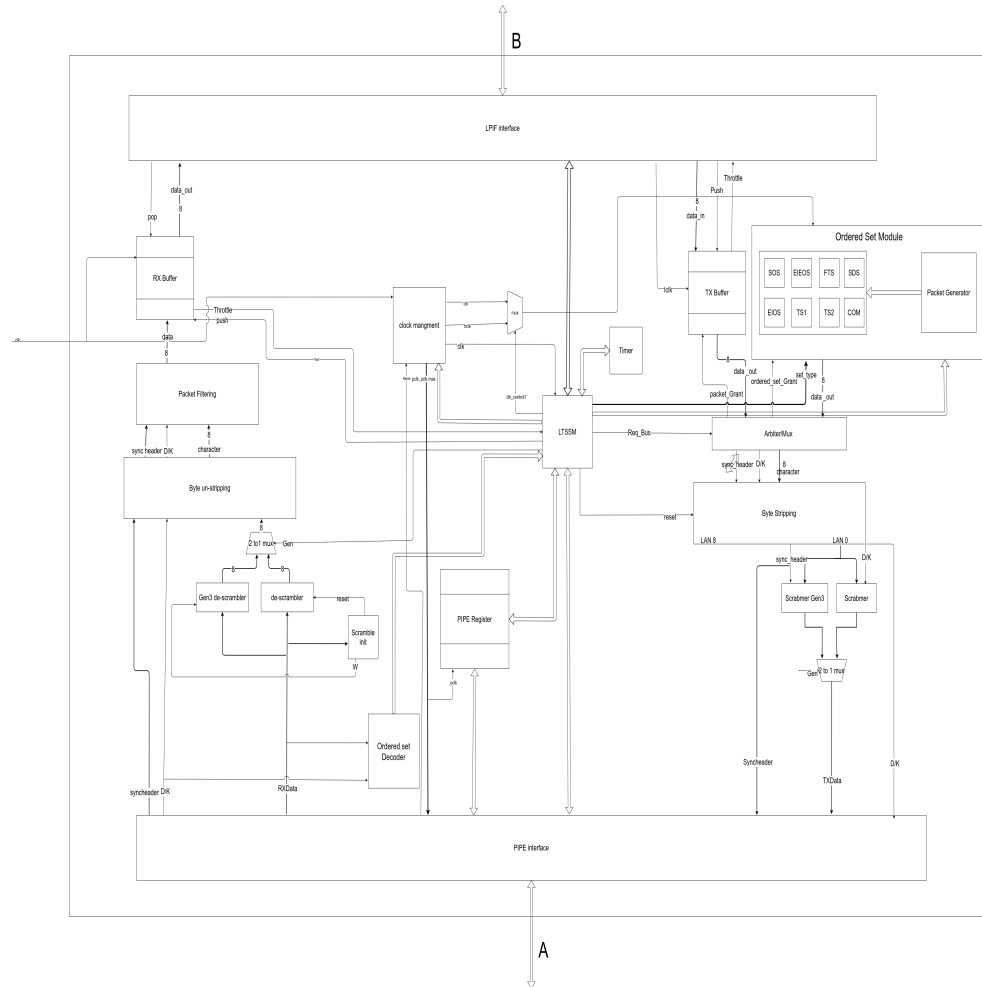 B
LPIF interface
data_out
8
pop
Throttle
Push
8
data_in
Ordered Set Module
SOS
EIEOS
FTS
SDS
EIOS
TS1
TS2
COM
Packet Generator
RX Buffer
TX Buffer
lclk
Throttle
push
clk
clock mangment
clk
mux
clk
Timer
data
8
8
data_out
set_type
8
data_out
ordered_set_Grant
packet_Grant
clk_control1
pclk, pclk max
Packet Filtering
LTSSM
Req_Bus
Arbiter/Mux
sync header
D/K
8
character
sync_header
D/K
8
character
Byte un-stripping
Byte Stripping
reset
LAN 8
LAN 0
8
2 to1 mux
Gen
sync_header
D/K
8
8
Gen3 de-scrambler
de-scrambler
reset
Scrabmer Gen3
Scrabmer
Scramble
init
W
PIPE Register
Gen
2 to 1 mux
pclk
Ordered set
Decoder
Syncheader
TXData
D/K
syncheader
D/K
RXData
PIPE interface
A